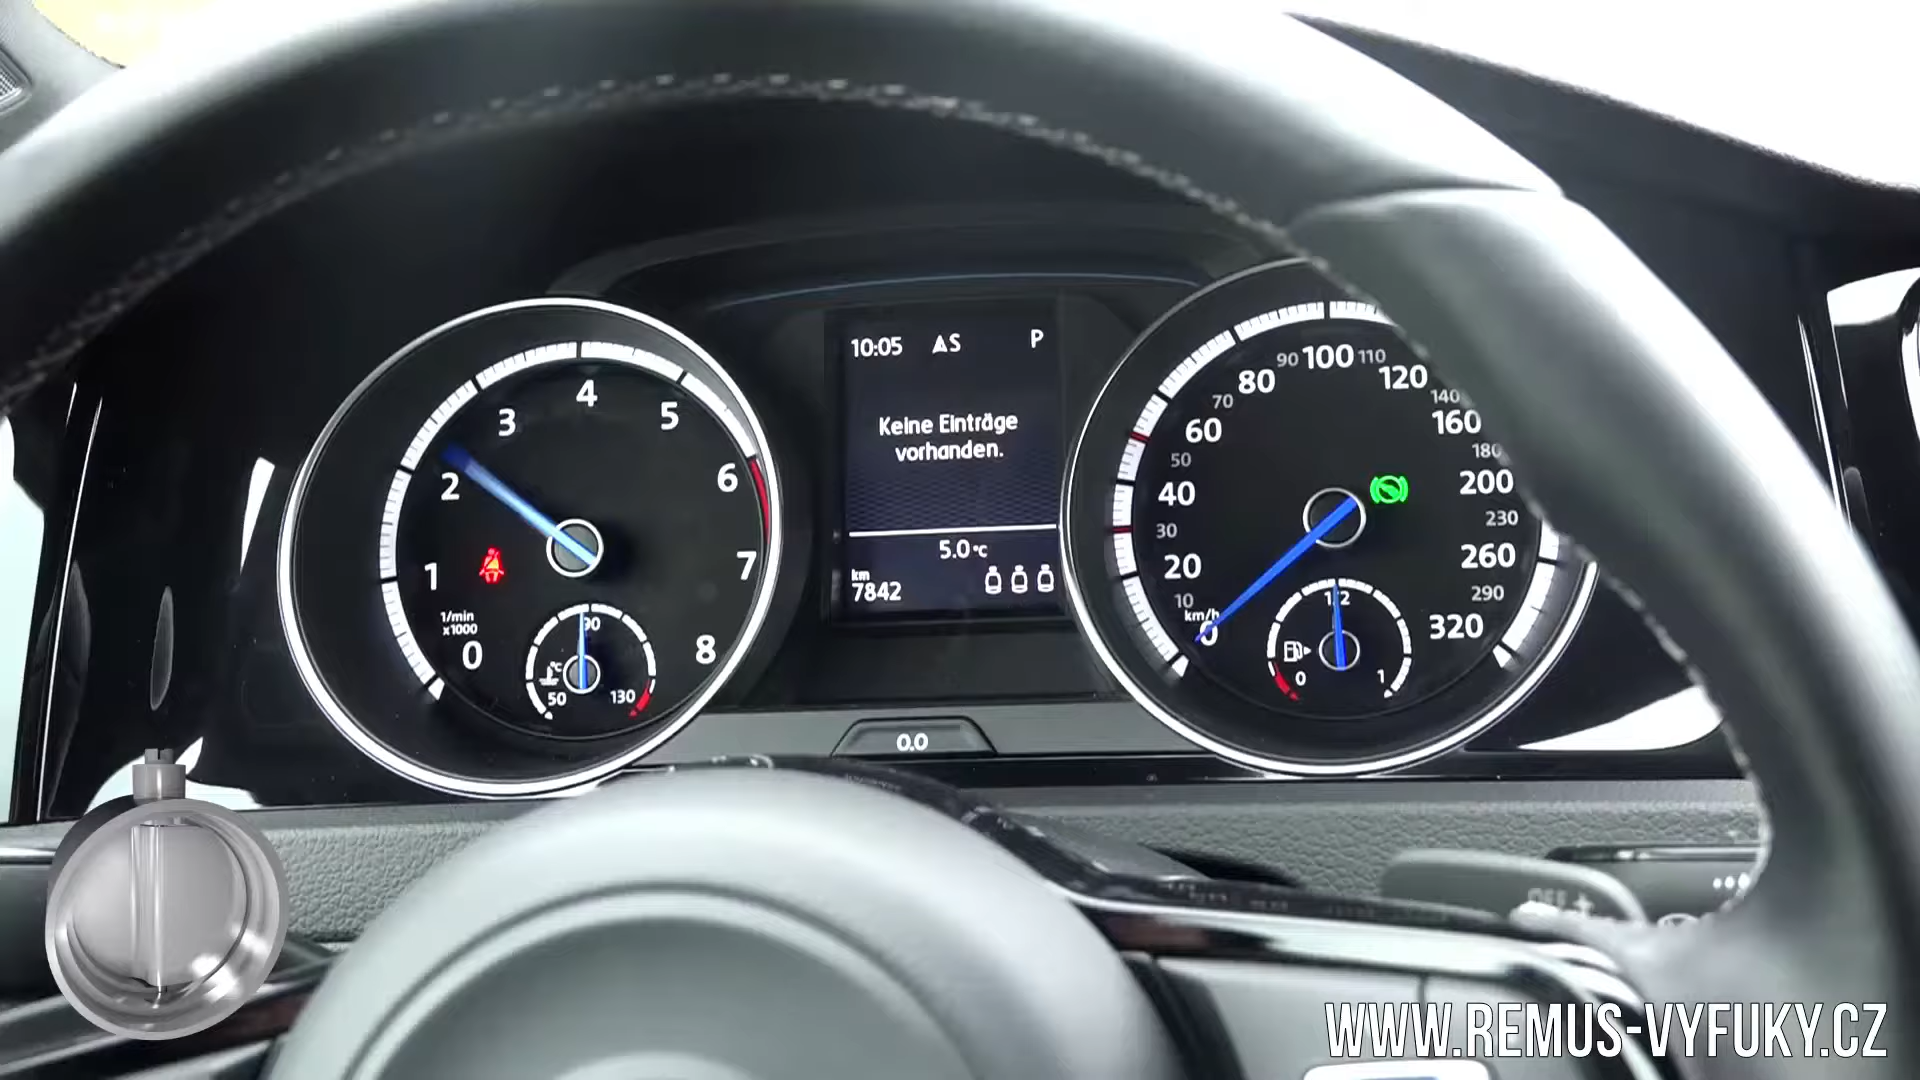 10:05 AS P
Keine Einträge
vorhanden.
5.0°C
km
7842
0 1 2 3 4 5 6 7 8
1/min
x1000
°C
50 90 130
0 10 20 30 40 50 60 70 80 90 100 110 120 140 160 180 200 230 260 290 320
km/h
0 1/2 1
0.0
OFF +
WWW.REMUS-VYFUKY.CZ